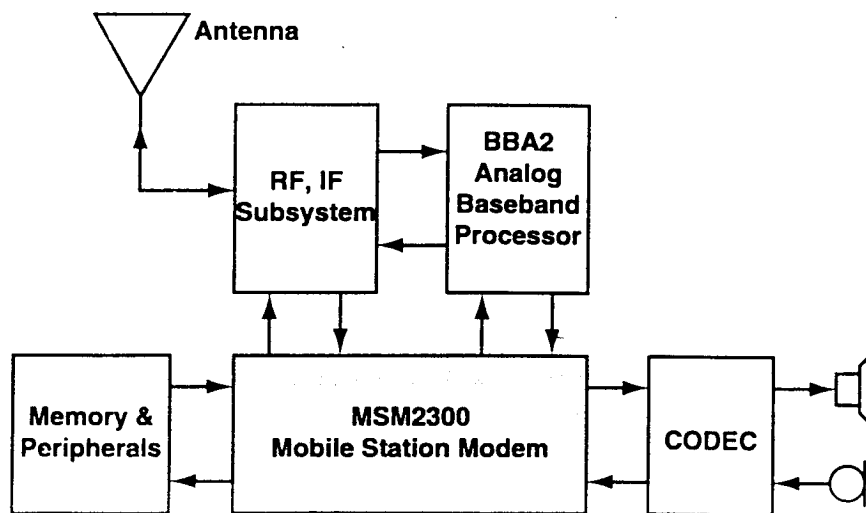 Antenna
RF, IF
Subsystem
BBA2
Analog
Baseband
Processor
Memory &
Peripherals
MSM2300
Mobile Station Modem
CODEC